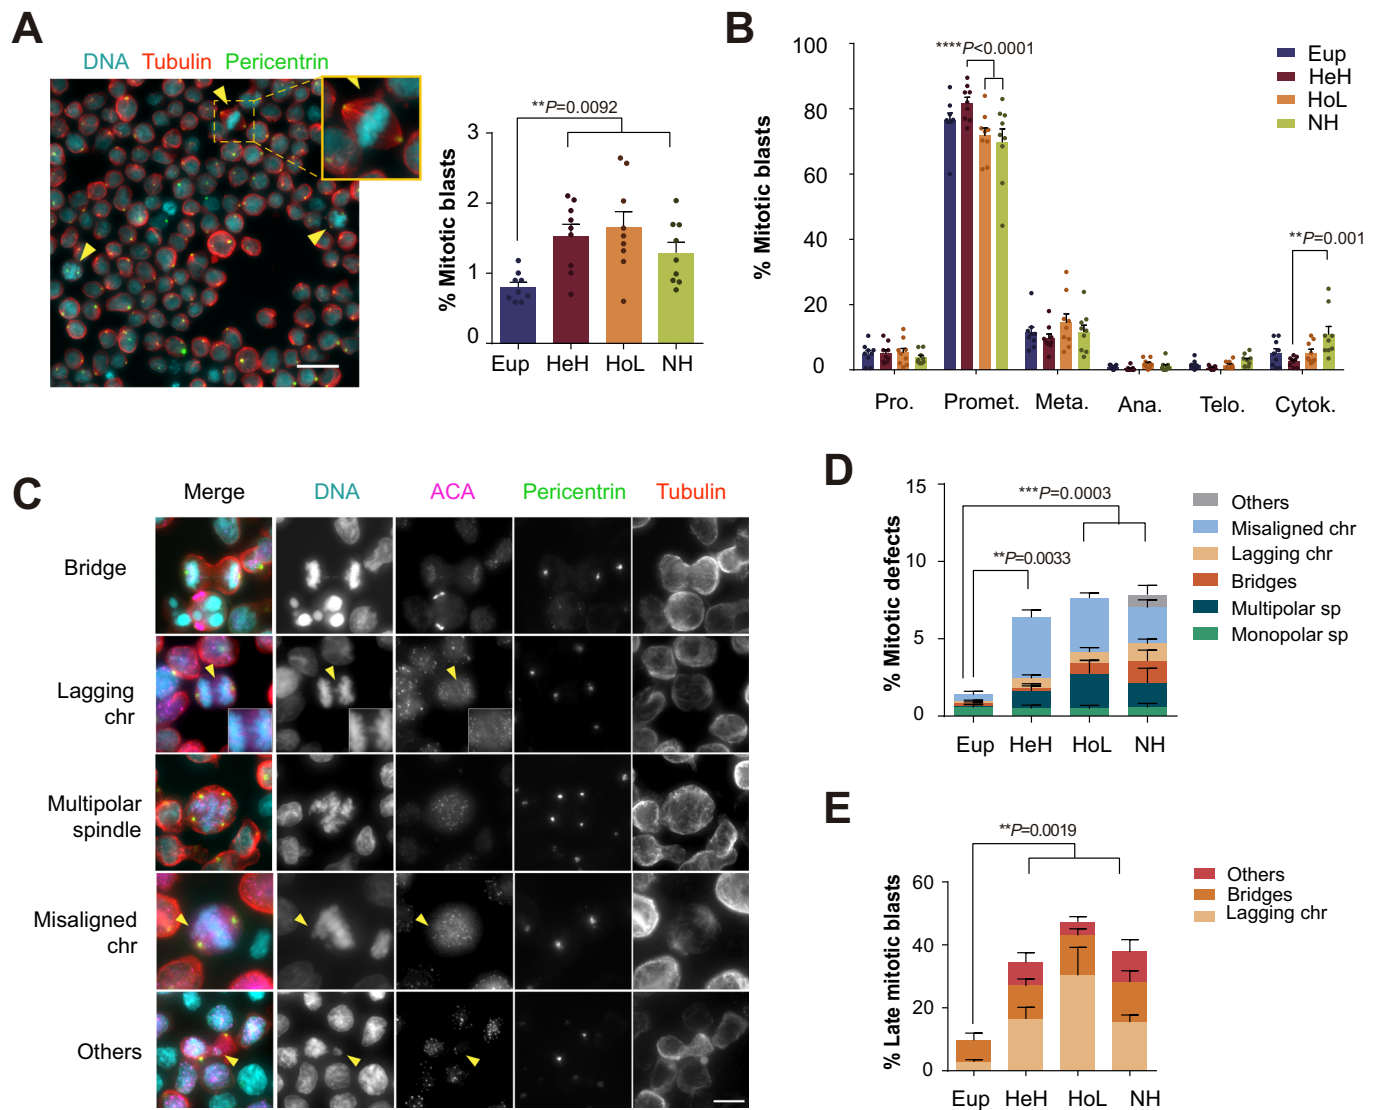 A
DNA Tubulin Pericentrin
**P=0.0092
% Mitotic blasts
3
2
1
0
Eup HeH HoL NH
B
****P<0.0001
**P=0.001
% Mitotic blasts
100
80
60
40
20
0
Pro. Promet. Meta. Ana. Telo. Cytok.
Eup
HeH
HoL
NH
C
Merge DNA ACA Pericentrin Tubulin
Bridge
Lagging
chr
Multipolar
spindle
Misaligned
chr
Others
D
***P=0.0003
**P=0.0033
% Mitotic defects
15
10
5
0
Eup HeH HoL NH
Others
Misaligned chr
Lagging chr
Bridges
Multipolar sp
Monopolar sp
E
**P=0.0019
% Late mitotic blasts
60
40
20
0
Eup HeH HoL NH
Others
Bridges
Lagging chr